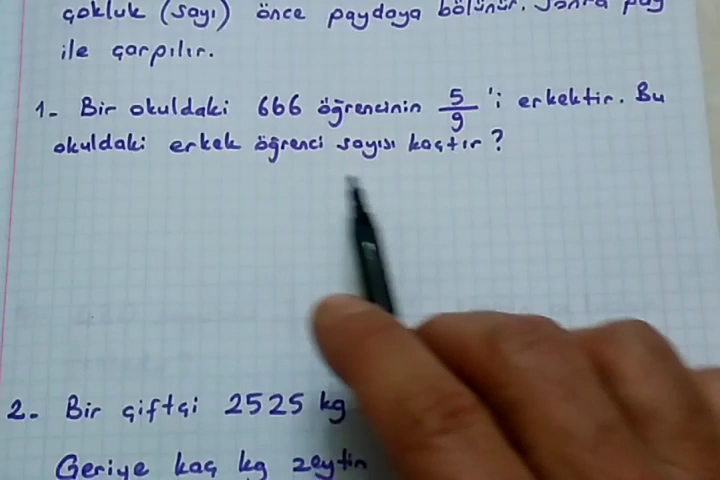 çokluk (sayı) önce paydaya bölünür. Sonra pay
ile çarpılır.
1- Bir okuldaki 666 öğrencinin 5/9 'i erkektir. Bu
okuldaki erkek öğrenci sayısı kaçtır?
2. Bir çiftçi 2525 kg
Geriye kaç kg zeytin